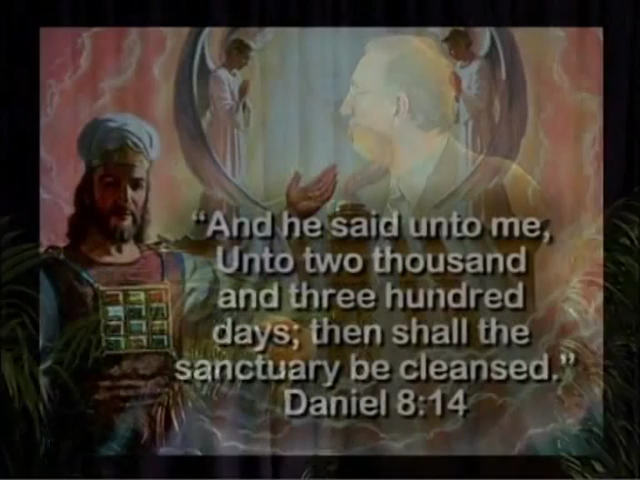 “And he said unto me,
Unto two thousand
and three hundred
days; then shall the
sanctuary be cleansed.”
Daniel 8:14